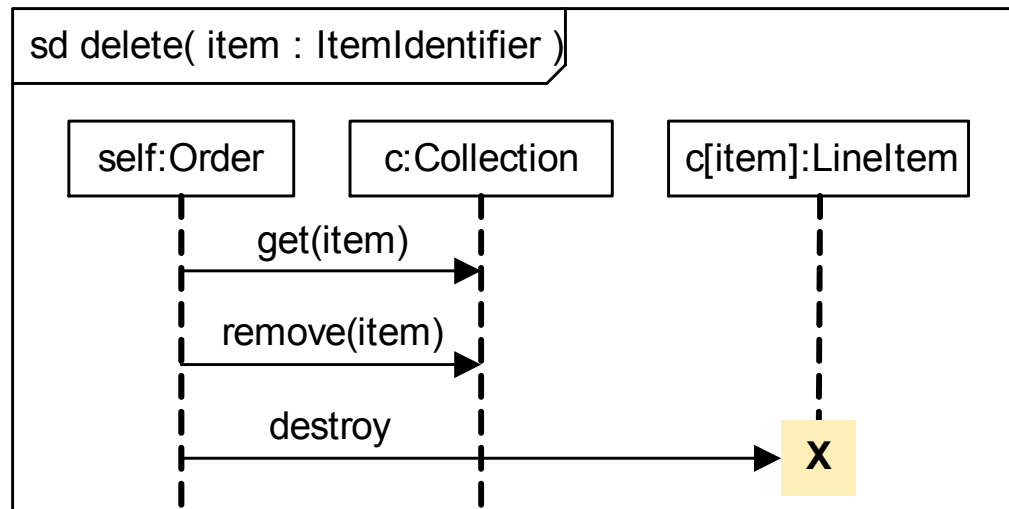 sd delete( item : ItemIdentifier )
self:Order
c:Collection
c[item]:LineItem
get(item)
remove(item)
destroy
X